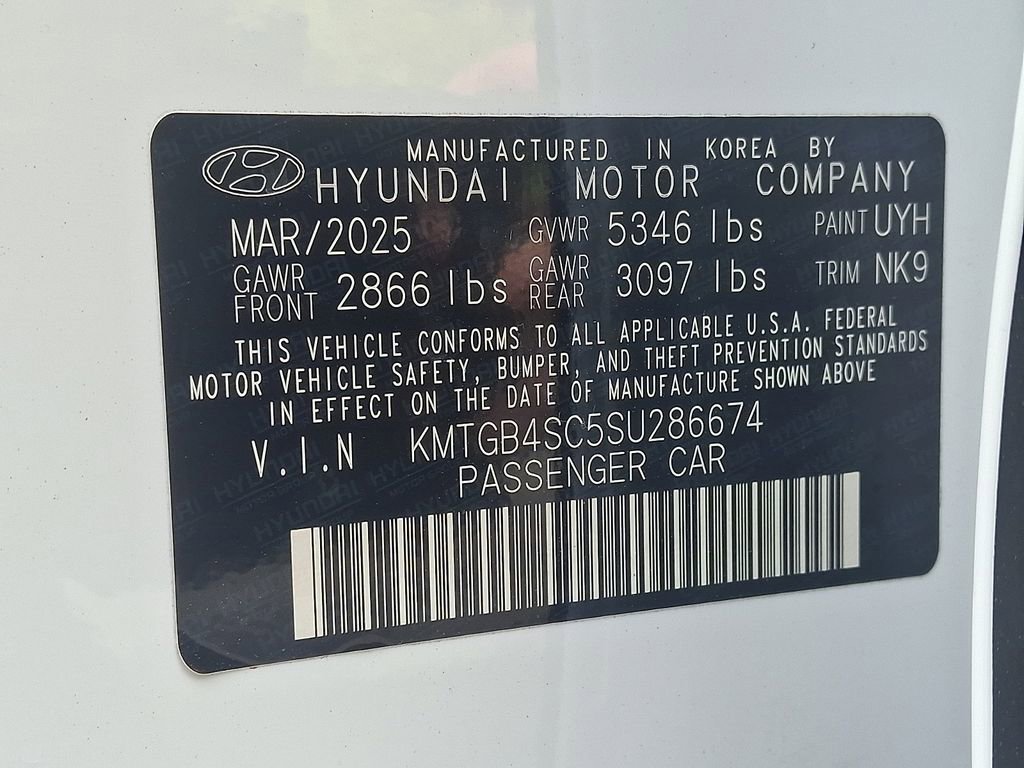 MANUFACTURED IN KOREA BY
HYUNDAI MOTOR COMPANY
MAR/2025 GVWR 5346 lbs PAINT UYH
GAWR FRONT 2866 lbs GAWR REAR 3097 lbs TRIM NK9
THIS VEHICLE CONFORMS TO ALL APPLICABLE U.S.A. FEDERAL
MOTOR VEHICLE SAFETY, BUMPER, AND THEFT PREVENTION STANDARDS
IN EFFECT ON THE DATE OF MANUFACTURE SHOWN ABOVE
V.I.N KMTGB4SC5SU286674
PASSENGER CAR